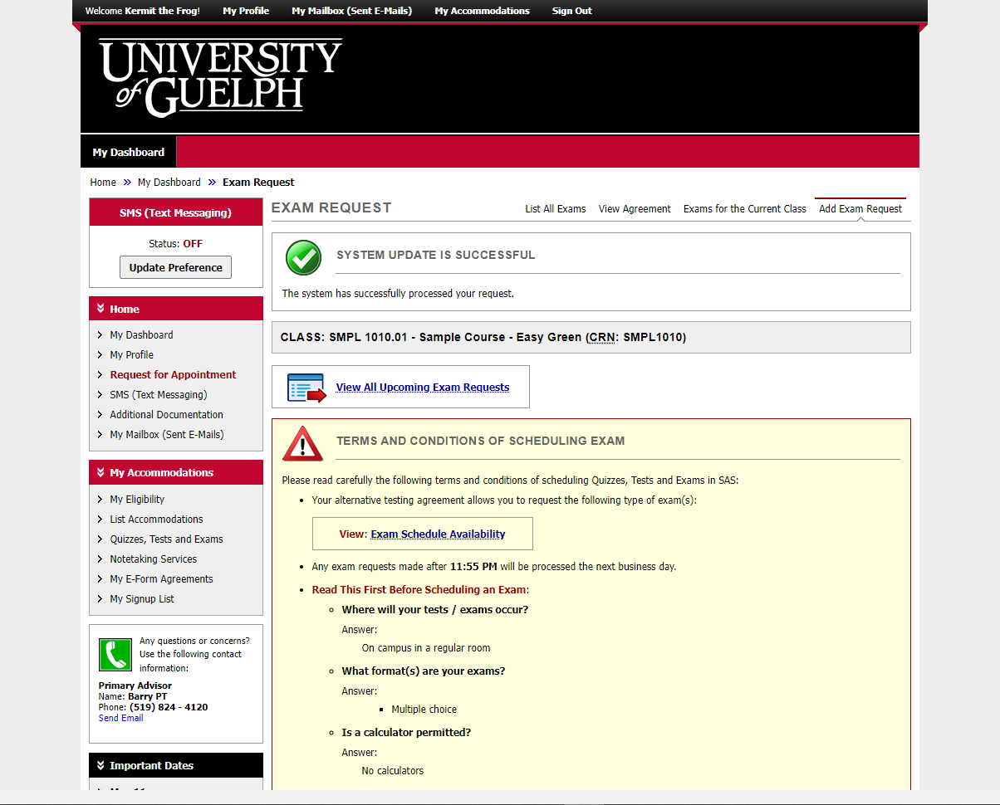 Welcome Kermit the Frog! My Profile My Mailbox (Sent E-Mails) My Accommodations Sign Out
UNIVERSITY
of GUELPH
My Dashboard
Home » My Dashboard » Exam Request
SMS (Text Messaging)
Status: OFF
Update Preference
Home
My Dashboard
My Profile
Request for Appointment
SMS (Text Messaging)
Additional Documentation
My Mailbox (Sent E-Mails)
My Accommodations
My Eligibility
List Accommodations
Quizzes, Tests and Exams
Notetaking Services
My E-Form Agreements
My Signup List
Any questions or concerns?
Use the following contact
information:
Primary Advisor
Name: Barry PT
Phone: (519) 824 - 4120
Send Email
Important Dates
EXAM REQUEST
List All Exams View Agreement Exams for the Current Class Add Exam Request
SYSTEM UPDATE IS SUCCESSFUL
The system has successfully processed your request.
CLASS: SMPL 1010.01 - Sample Course - Easy Green (CRN: SMPL1010)
View All Upcoming Exam Requests
TERMS AND CONDITIONS OF SCHEDULING EXAM
Please read carefully the following terms and conditions of scheduling Quizzes, Tests and Exams in SAS:
Your alternative testing agreement allows you to request the following type of exam(s):
View: Exam Schedule Availability
Any exam requests made after 11:55 PM will be processed the next business day.
Read This First Before Scheduling an Exam:
Where will your tests / exams occur?
Answer:
On campus in a regular room
What format(s) are your exams?
Answer:
Multiple choice
Is a calculator permitted?
Answer:
No calculators